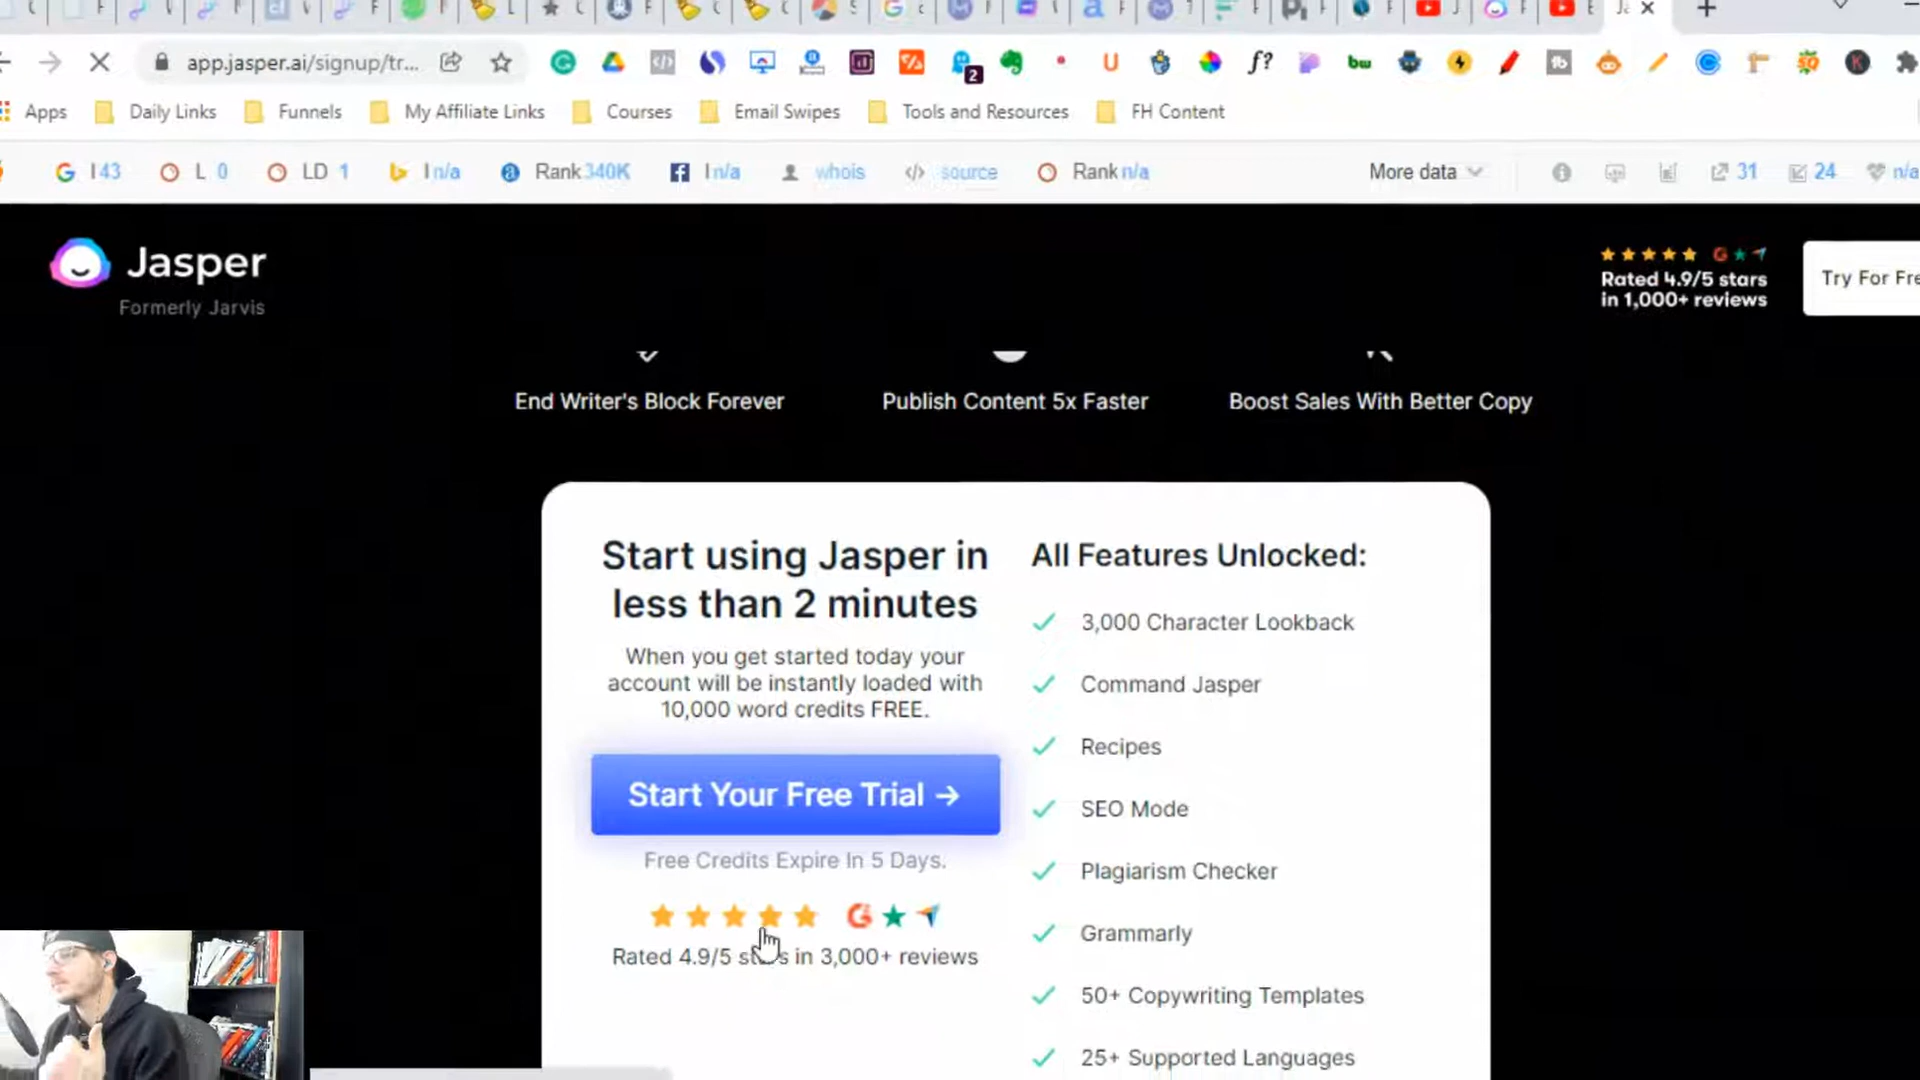 app.jasper.ai/signup/tr...
2
U
f?
bw
Apps
Daily Links
Funnels
My Affiliate Links
Courses
Email Swipes
Tools and Resources
FH Content
I 43
L 0
LD 1
I n/a
Rank 340K
I n/a
whois
</> source
Rank n/a
More data
31
24
n/a
Jasper
Formerly Jarvis
Rated 4.9/5 stars
in 1,000+ reviews
Try For Fre
End Writer's Block Forever
Publish Content 5x Faster
Boost Sales With Better Copy
Start using Jasper in
less than 2 minutes
When you get started today your
account will be instantly loaded with
10,000 word credits FREE.
Start Your Free Trial →
Free Credits Expire In 5 Days.
Rated 4.9/5 stars in 3,000+ reviews
All Features Unlocked:
3,000 Character Lookback
Command Jasper
Recipes
SEO Mode
Plagiarism Checker
Grammarly
50+ Copywriting Templates
25+ Supported Languages